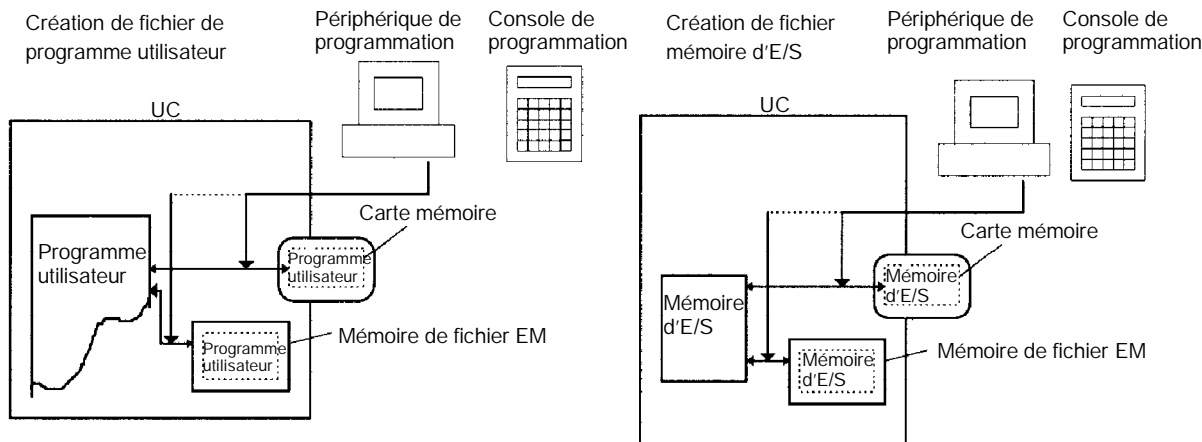 Création de fichier de
programme utilisateur
Périphérique de
programmation
Console de
programmation
UC
Programme
utilisateur
Carte mémoire
Programme
utilisateur
Mémoire de fichier EM
Programme
utilisateur
Création de fichier
mémoire d'E/S
Périphérique de
programmation
Console de
programmation
UC
Carte mémoire
Mémoire
d'E/S
Mémoire
d'E/S
Mémoire de fichier EM
Mémoire
d'E/S